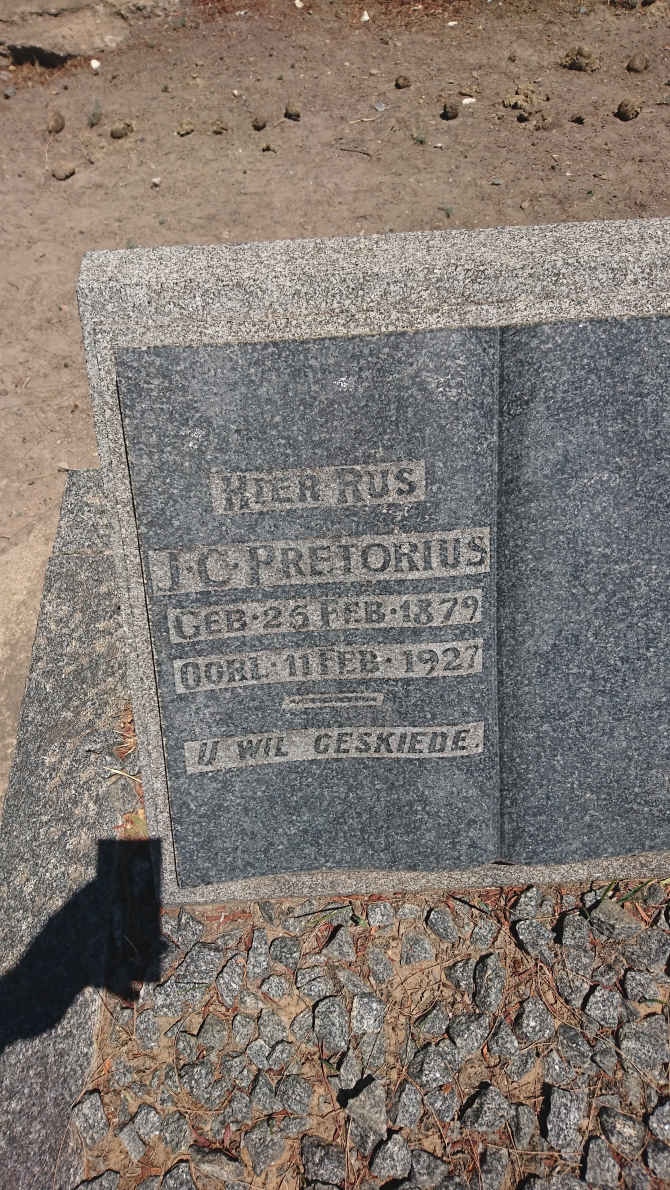 HIER RUS
J·C·PRETORIUS
GEB·25 FEB·1879
OORL·11 FEB·1927
U WIL GESKIEDE.